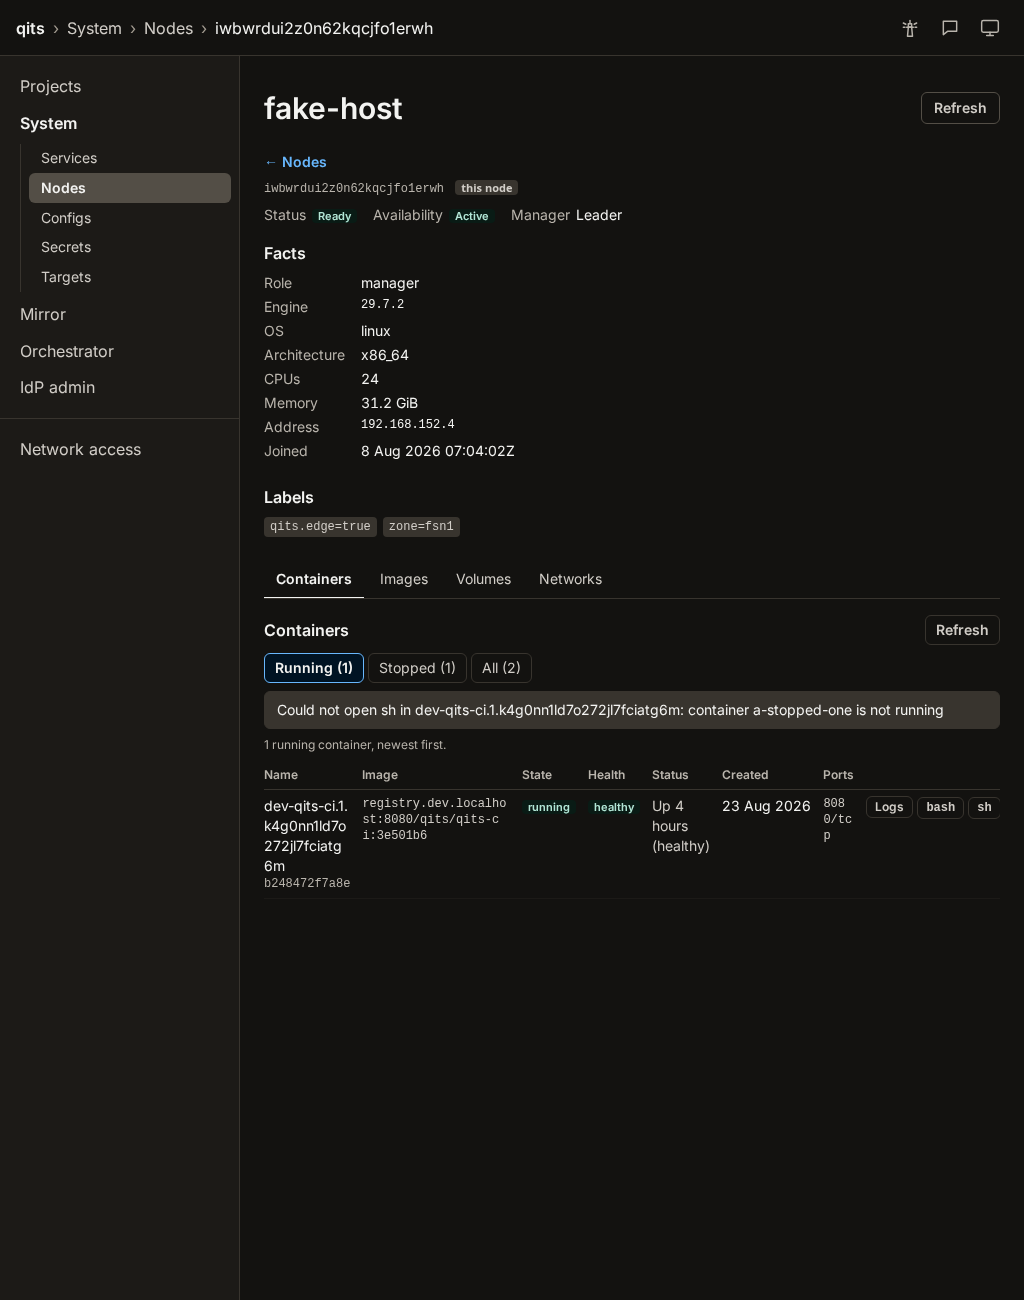 qits › System › Nodes › iwbwrdui2z0n62kqcjfo1erwh
Projects
System
Services
Nodes
Configs
Secrets
Targets
Mirror
Orchestrator
IdP admin
Network access
fake-host
Refresh
← Nodes
iwbwrdui2z0n62kqcjfo1erwh this node
Status Ready Availability Active Manager Leader
Facts
Role manager
Engine 29.7.2
OS linux
Architecture x86_64
CPUs 24
Memory 31.2 GiB
Address 192.168.152.4
Joined 8 Aug 2026 07:04:02Z
Labels
qits.edge=true zone=fsn1
Containers Images Volumes Networks
Containers
Refresh
Running (1) Stopped (1) All (2)
Could not open sh in dev-qits-ci.1.k4g0nn1ld7o272jl7fciatg6m: container a-stopped-one is not running
1 running container, newest first.
Name Image State Health Status Created Ports
dev-qits-ci.1.
k4g0nn1ld7o
272jl7fciatg
6m
b248472f7a8e
registry.dev.localho
st:8080/qits/qits-c
i:3e501b6
running
healthy
Up 4
hours
(healthy)
23 Aug 2026
808
0/tc
p
Logs bash sh